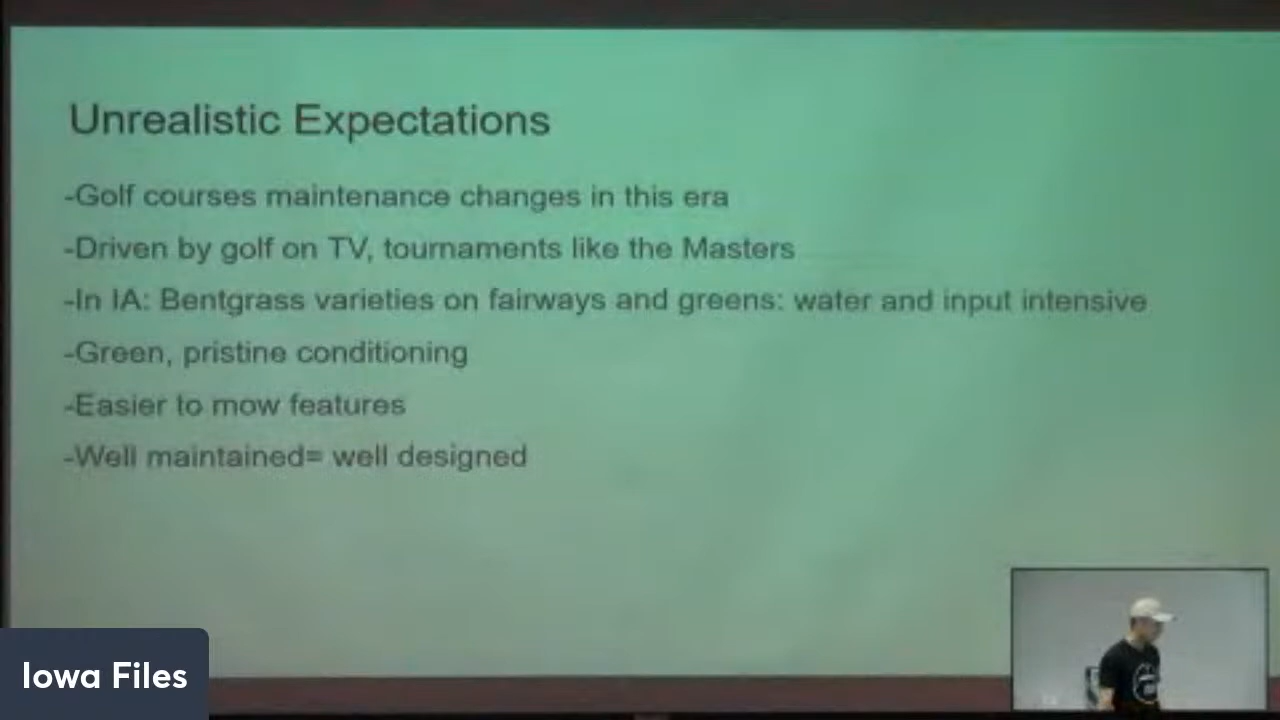 Unrealistic Expectations
-Golf courses maintenance changes in this era
-Driven by golf on TV, tournaments like the Masters
-In IA: Bentgrass varieties on fairways and greens: water and input intensive
-Green, pristine conditioning
-Easier to mow features
-Well maintained= well designed
Iowa Files